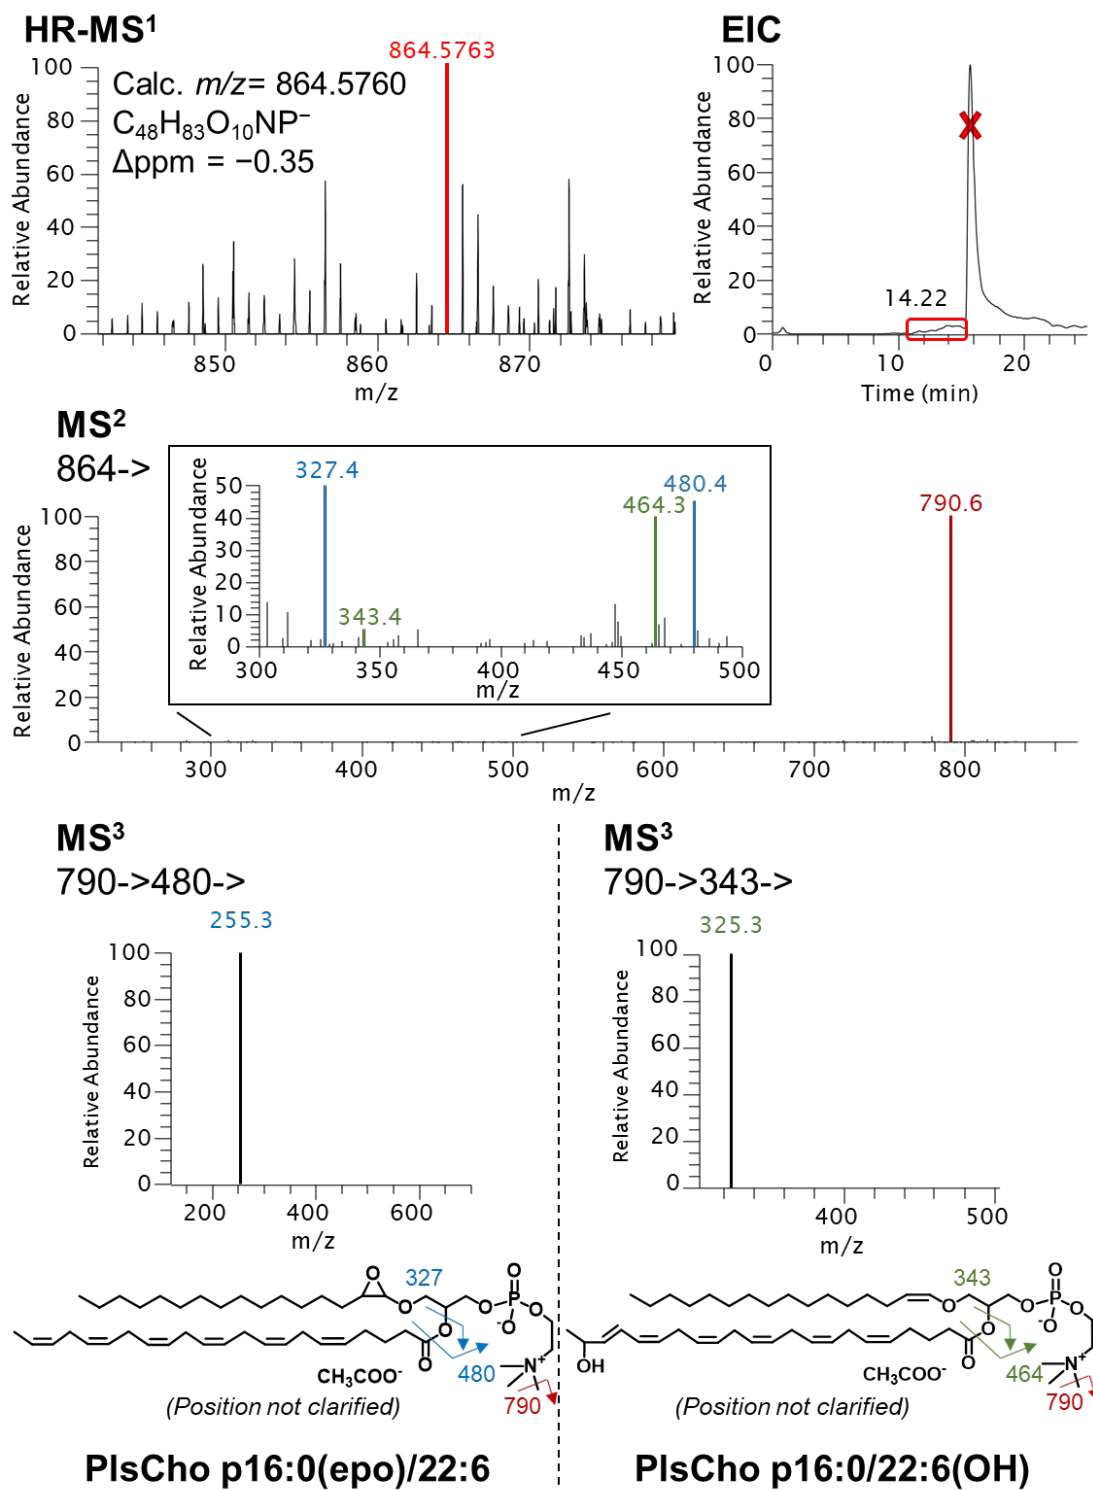 HR-MS¹
864.5763
Calc. m/z= 864.5760
C₄₈H₈₃O₁₀NP⁻
Δppm = −0.35
Relative Abundance
100
80
60
40
20
0
850
860
870
m/z
EIC
Relative Abundance
100
80
60
40
20
0
14.22
0
10
20
Time (min)
MS²
864->
Relative Abundance
100
80
60
40
20
0
790.6
300
400
500
600
700
800
m/z
Relative Abundance
50
40
30
20
10
0
327.4
343.4
464.3
480.4
300
350
400
450
500
m/z
MS³
790->480->
255.3
Relative Abundance
100
80
60
40
20
0
200
400
600
m/z
O
327
O
O
P
O
⁻O
O
O
480
N⁺
CH₃COO⁻
790
(Position not clarified)
PlsCho p16:0(epo)/22:6
MS³
790->343->
325.3
Relative Abundance
100
80
60
40
20
0
400
500
m/z
343
O
O
O
P
O
⁻O
O
O
OH
464
N⁺
CH₃COO⁻
790
(Position not clarified)
PlsCho p16:0/22:6(OH)